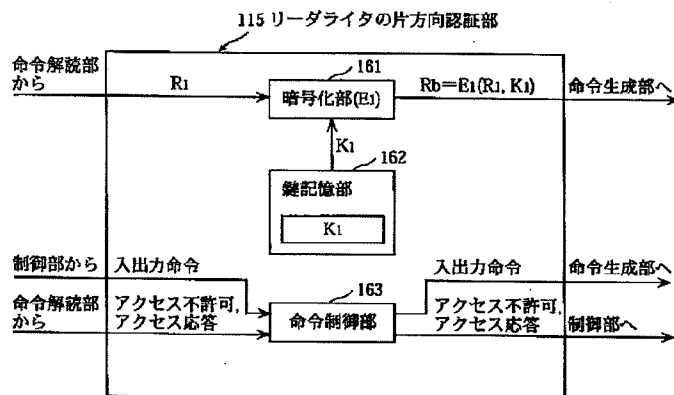 115 リーダライタの片方向認証部
命令解読部
から
R1
161
暗号化部(E1)
Rb=E1(R1, K1)
命令生成部へ
K1
162
鍵記憶部
K1
制御部から
入出力命令
入出力命令
命令生成部へ
163
命令解読部
から
アクセス不許可,
アクセス応答
命令制御部
アクセス不許可,
アクセス応答
制御部へ